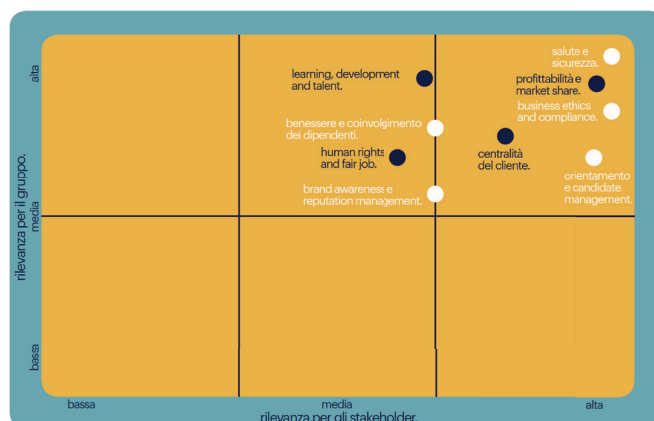 salute e
sicurezza.
alta
learning, development
and talent.
profittabilità e
market share.
business ethics
and compliance.
benessere e coinvolgimento
dei dipendenti.
human rights
and fair job.
centralità
del cliente.
orientamento
e candidate
management.
brand awareness e
reputation management.
media
rilevanza per il gruppo.
bassa
bassa
media
alta
rilevanza per gli stakeholder.